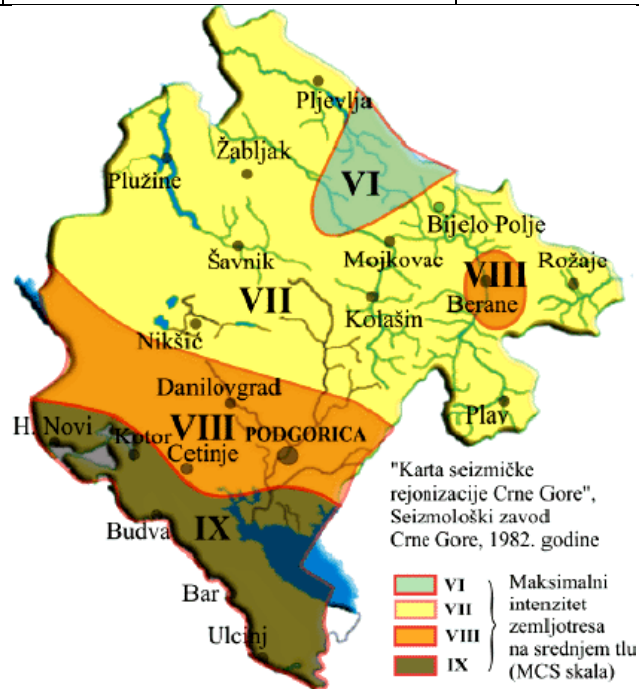 Pljevlja
Žabljak
VI
Plužine
Bijelo Polje
Šavnik
Mojkovac
VIII
Rožaje
VII
Berane
Kolašin
Nikšić
Danilovgrad
Plav
H. Novi
Kotor
VIII
PODGORICA
Cetinje
"Karta seizmičke
rejonizacije Crne Gore",
Seizmološki zavod
Crne Gore, 1982. godine
IX
Budva
Bar
Ulcinj
VI
VII
VIII
IX
Maksimalni
intenzitet
zemljotresa
na srednjem tlu
(MCS skala)